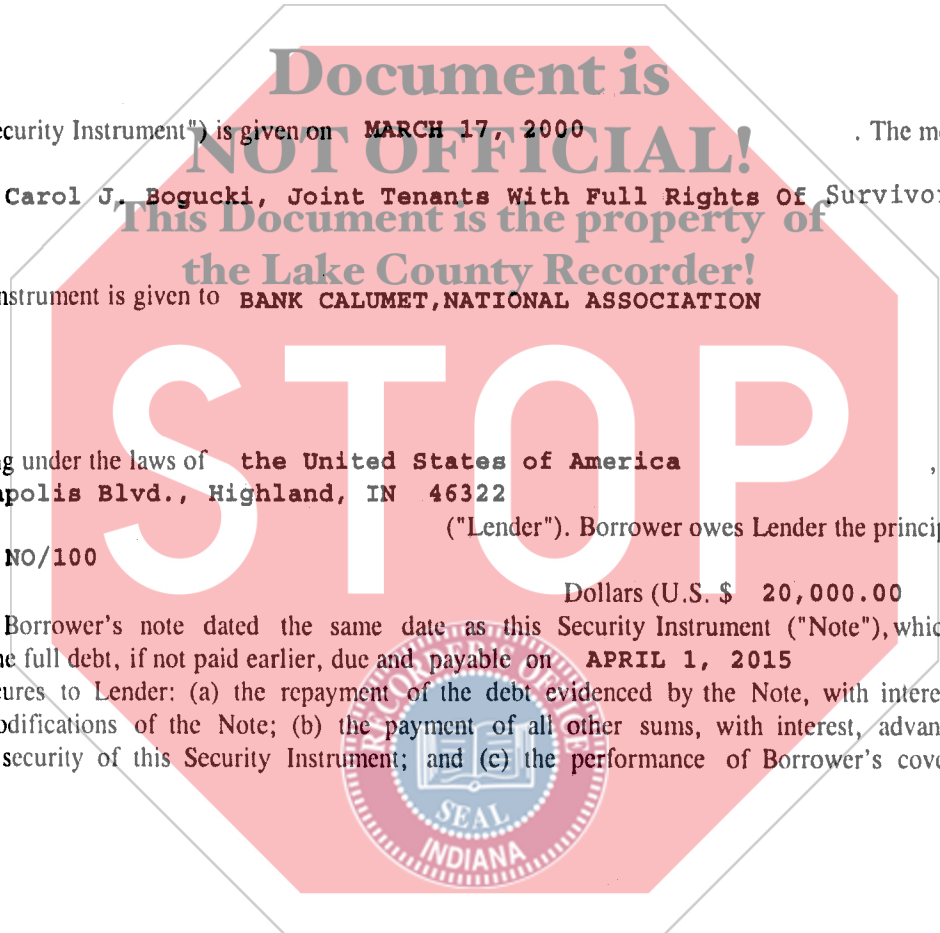 Document is
ecurity Instrument") is given on MARCH 17, 2000 . The mo
NOT OFFICIAL!
Carol J. Bogucki, Joint Tenants With Full Rights Of Survivor
This Document is the property of
the Lake County Recorder!
nstrument is given to BANK CALUMET,NATIONAL ASSOCIATION
STOP
g under the laws of the United States of America ,
apolis Blvd., Highland, IN 46322
("Lender"). Borrower owes Lender the princip
NO/100
Dollars (U.S. $ 20,000.00
Borrower's note dated the same date as this Security Instrument ("Note"),whic
e full debt, if not paid earlier, due and payable on APRIL 1, 2015
ures to Lender: (a) the repayment of the debt evidenced by the Note, with intere
odifications of the Note; (b) the payment of all other sums, with interest, advan
security of this Security Instrument; and (c) the performance of Borrower's cove
RECORDER'S OFFICE
SEAL
INDIANA